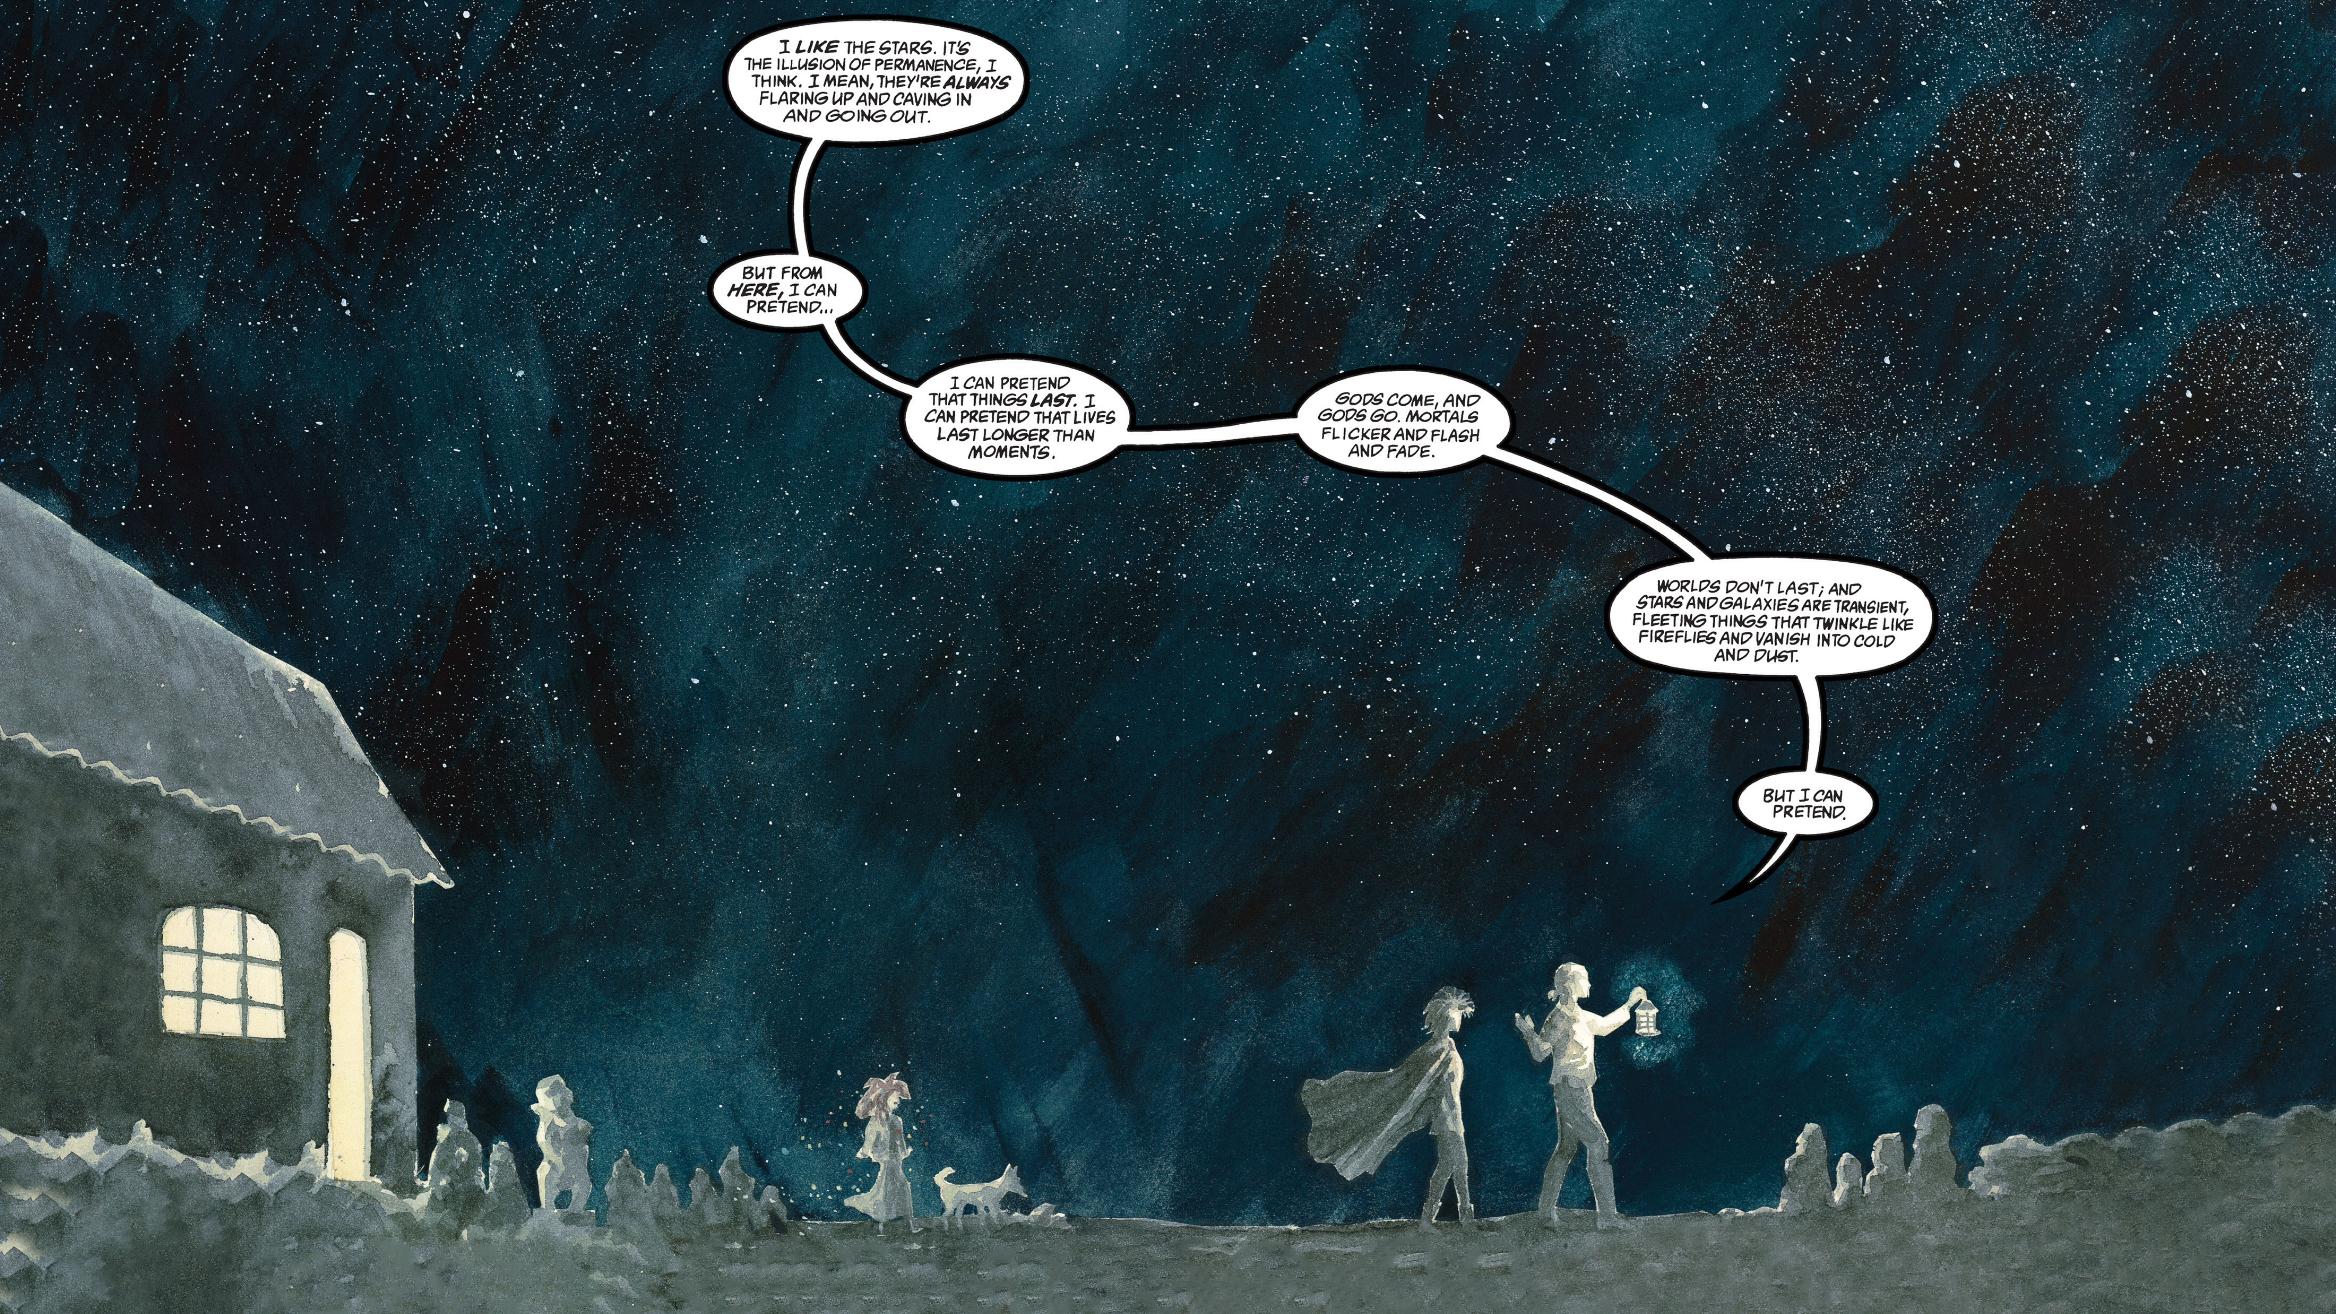 I LIKE THE STARS. IT'S
THE ILLUSION OF PERMANENCE, I
THINK. I MEAN, THEY'RE ALWAYS
FLARING UP AND CAVING IN
AND GOING OUT.
BUT FROM
HERE, I CAN
PRETEND...
I CAN PRETEND
THAT THINGS LAST. I
CAN PRETEND THAT LIVES
LAST LONGER THAN
MOMENTS.
GODS COME, AND
GODS GO. MORTALS
FLICKER AND FLASH
AND FADE.
WORLDS DON'T LAST; AND
STARS AND GALAXIES ARE TRANSIENT,
FLEETING THINGS THAT TWINKLE LIKE
FIREFLIES AND VANISH INTO COLD
AND DUST.
BUT I CAN
PRETEND.